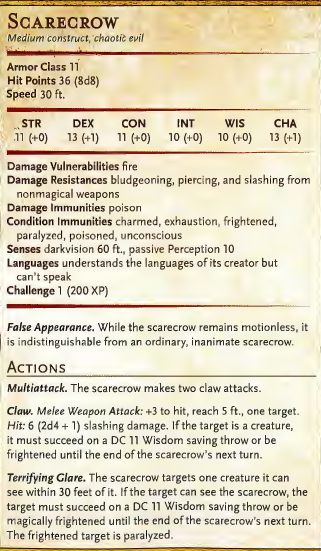 SCARECROW
Medium construct, chaotic evil
Armor Class 11
Hit Points 36 (8d8)
Speed 30 ft.
STR DEX CON INT WIS CHA
11 (+0) 13 (+1) 11 (+0) 10 (+0) 10 (+0) 13 (+1)
Damage Vulnerabilities fire
Damage Resistances bludgeoning, piercing, and slashing from
nonmagical weapons
Damage Immunities poison
Condition Immunities charmed, exhaustion, frightened,
paralyzed, poisoned, unconscious
Senses darkvision 60 ft., passive Perception 10
Languages understands the languages of its creator but
can't speak
Challenge 1 (200 XP)
False Appearance. While the scarecrow remains motionless, it
is indistinguishable from an ordinary, inanimate scarecrow.
ACTIONS
Multiattack. The scarecrow makes two claw attacks.
Claw. Melee Weapon Attack: +3 to hit, reach 5 ft., one target.
Hit: 6 (2d4 + 1) slashing damage. If the target is a creature,
it must succeed on a DC 11 Wisdom saving throw or be
frightened until the end of the scarecrow's next turn.
Terrifying Glare. The scarecrow targets one creature it can
see within 30 feet of it. If the target can see the scarecrow, the
target must succeed on a DC 11 Wisdom saving throw or be
magically frightened until the end of the scarecrow's next turn.
The frightened target is paralyzed.